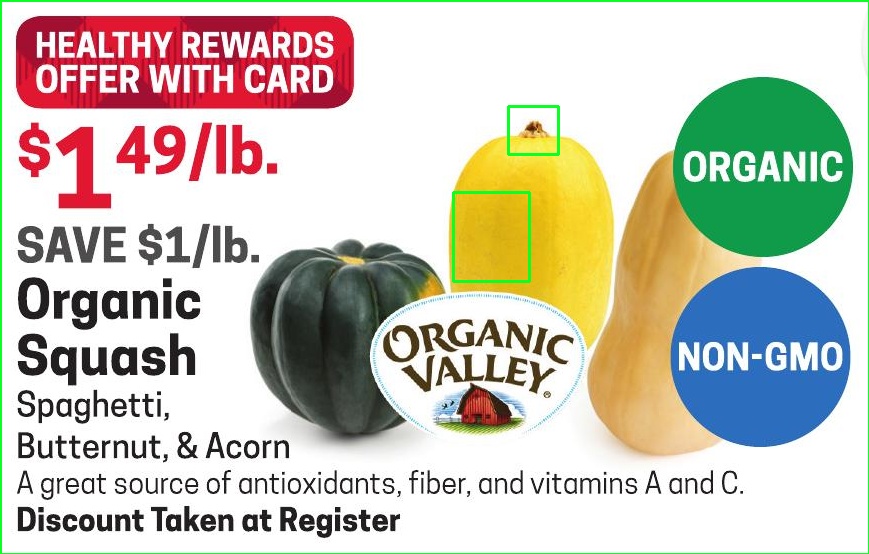 HEALTHY REWARDS
OFFER WITH CARD
$1 49/lb.
SAVE $1/lb.
Organic
Squash
Spaghetti,
Butternut, & Acorn
A great source of antioxidants, fiber, and vitamins A and C.
Discount Taken at Register
ORGANIC
VALLEY®
ORGANIC
NON-GMO